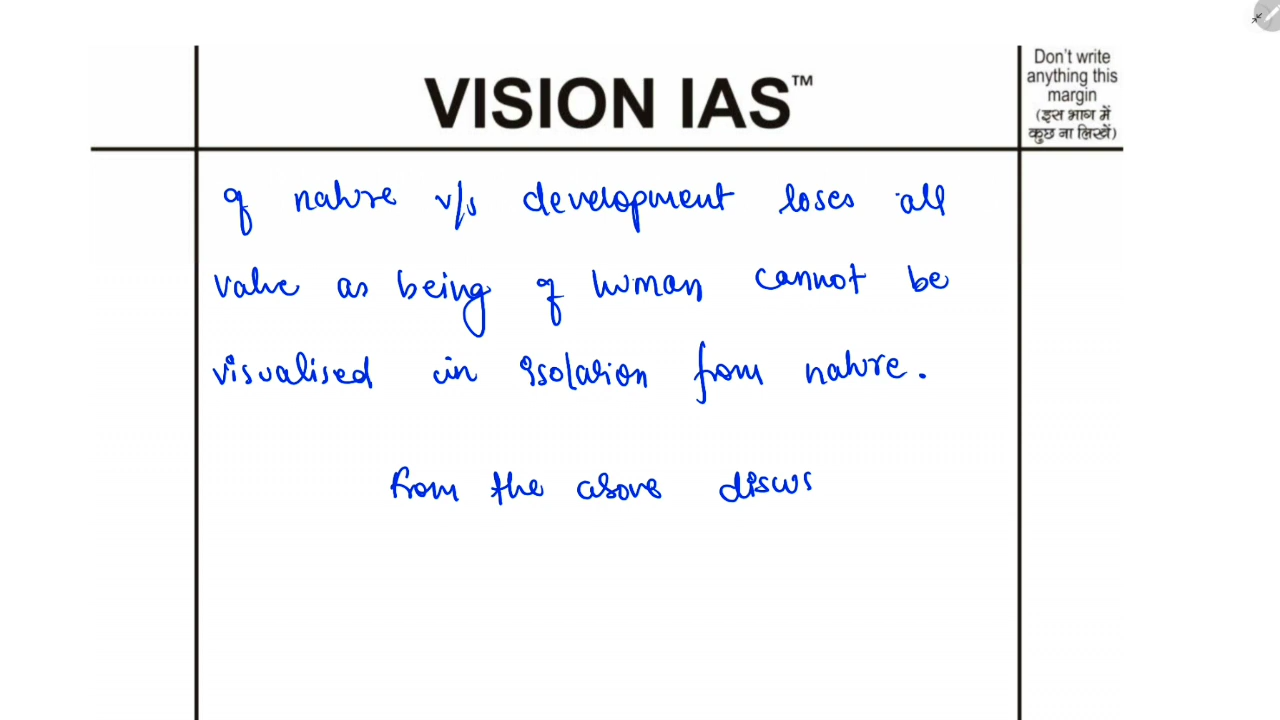 VISION IAS™
Don't write
anything this
margin
(इस भाग में
कुछ ना लिखें)
of nature v/s development loses all
value as being of human cannot be
visualised in isolation from nature.
from the above discus